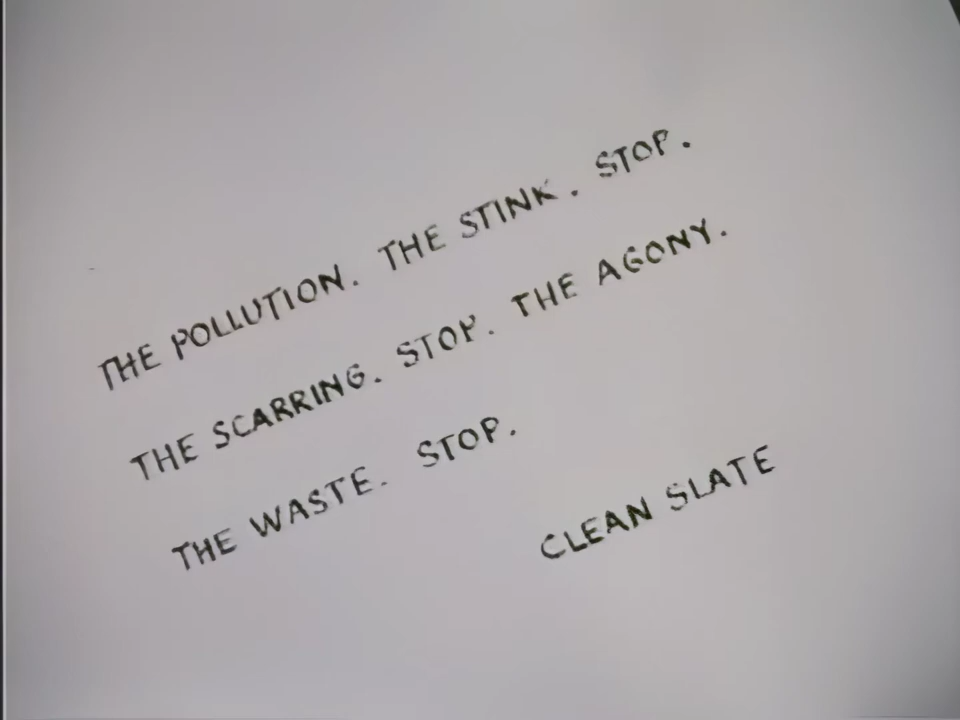 THE POLLUTION. THE STINK. STOP.
THE SCARRING. STOP. THE AGONY.
THE WASTE. STOP.
CLEAN SLATE